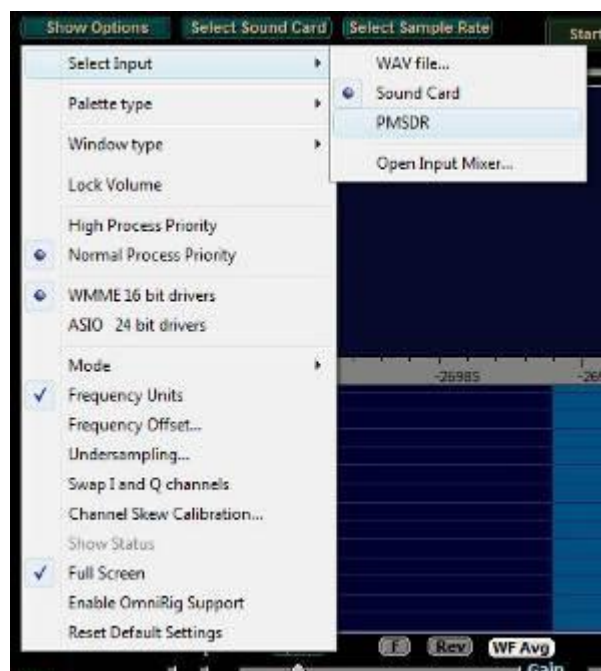 Show Options Select Sound Card Select Sample Rate Start
Select Input
Palette type
Window type
Lock Volume
High Process Priority
Normal Process Priority
WMME 16 bit drivers
ASIO 24 bit drivers
Mode
Frequency Units
Frequency Offset...
Undersampling...
Swap I and Q channels
Channel Skew Calibration...
Show Status
Full Screen
Enable OmniRig Support
Reset Default Settings
WAV file...
Sound Card
PMSDR
Open Input Mixer...
-26985
F Rev WF Avg
Gain